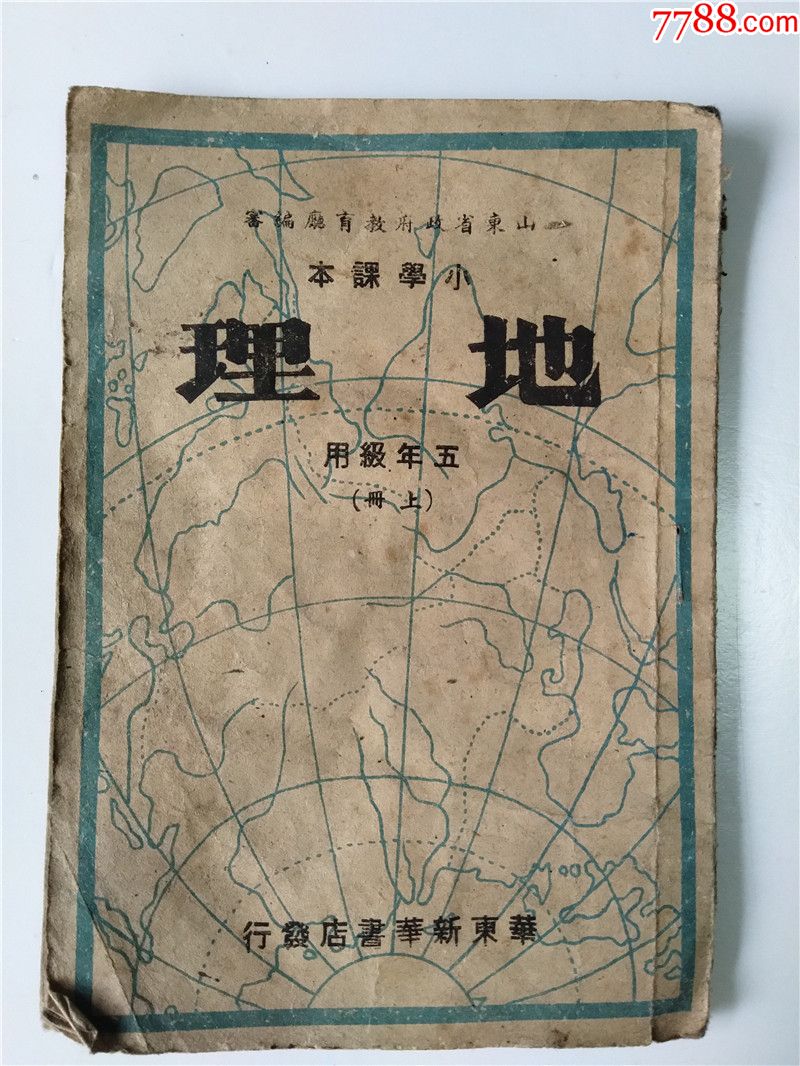 7788.com
山東省政府教育廳編審
小學課本
地理
五年級用
(上冊)
華東新華書店發行